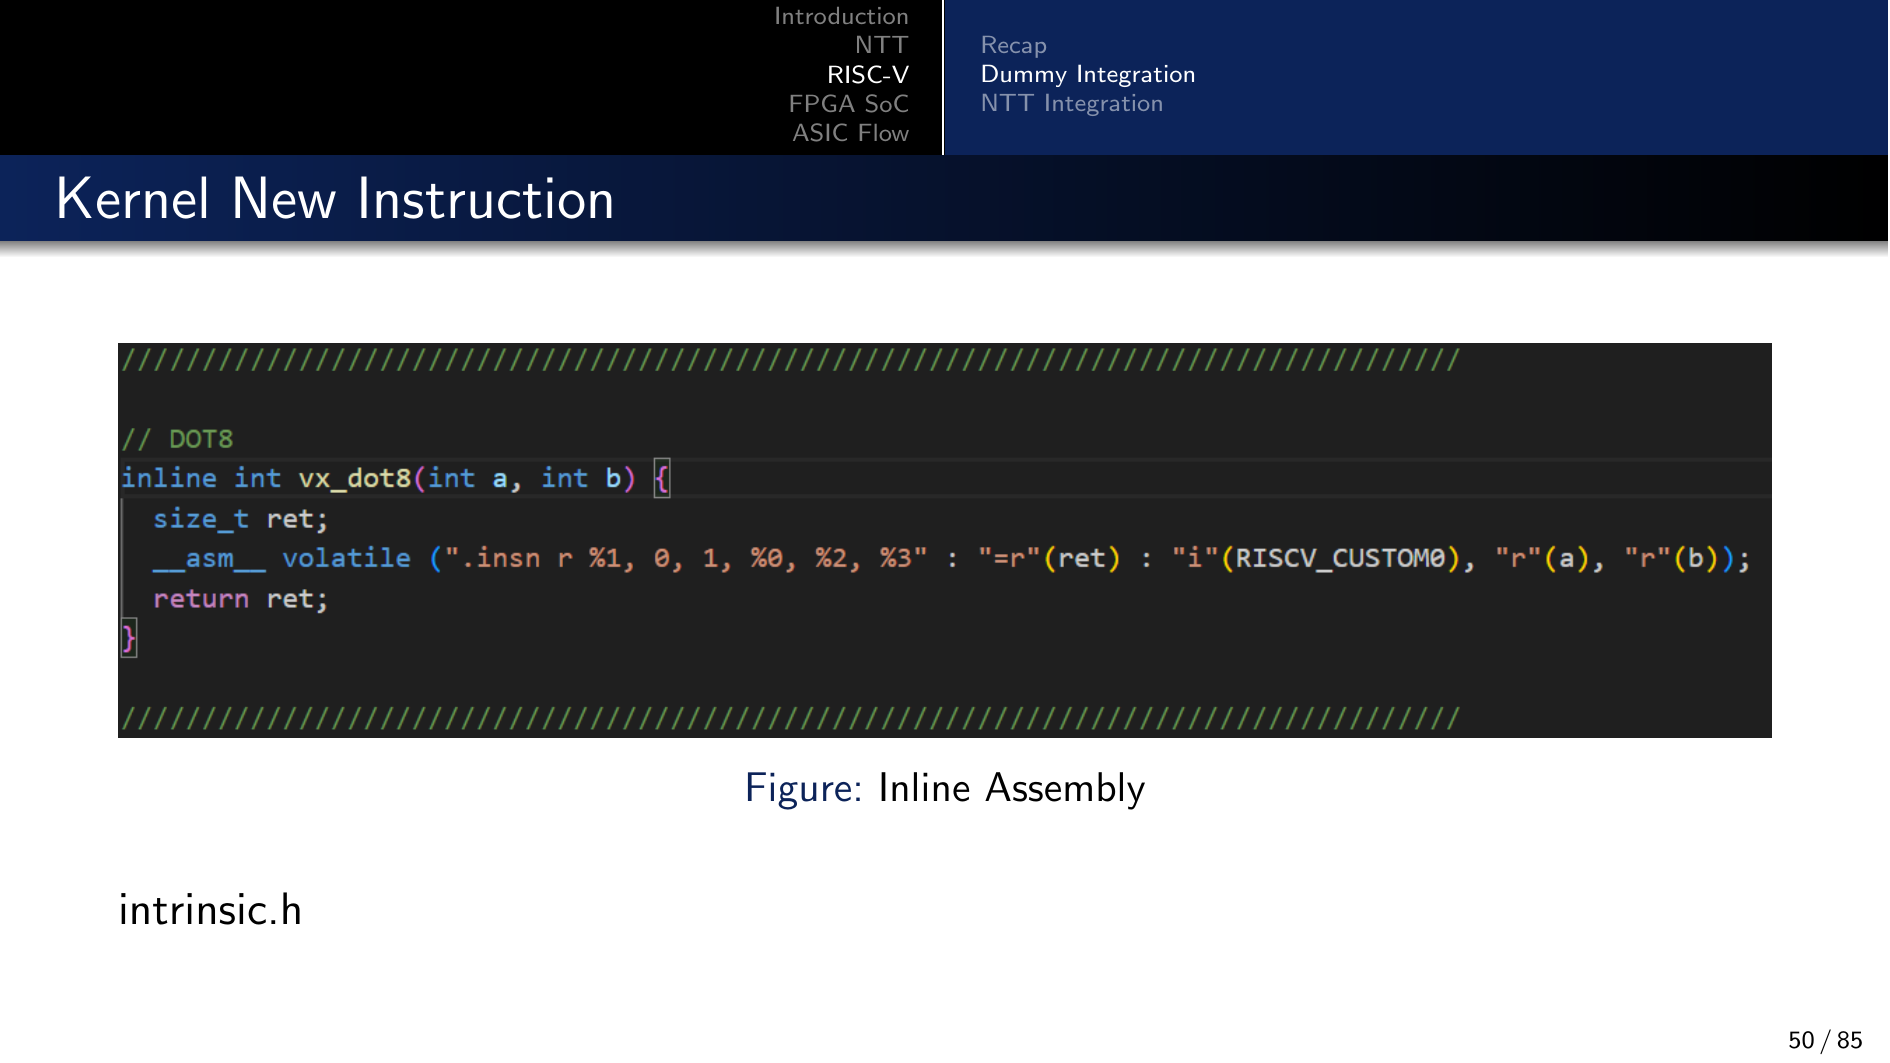 Introduction
NTT
RISC-V
FPGA SoC
ASIC Flow
Recap
Dummy Integration
NTT Integration
Kernel New Instruction
///////////////////////////////////////////////////////////////////////////////////
// DOT8
inline int vx_dot8(int a, int b) {
  size_t ret;
  __asm__ volatile (".insn r %1, 0, 1, %0, %2, %3" : "=r"(ret) : "i"(RISCV_CUSTOM0), "r"(a), "r"(b));
  return ret;
}
///////////////////////////////////////////////////////////////////////////////////
Figure: Inline Assembly
intrinsic.h
50 / 85